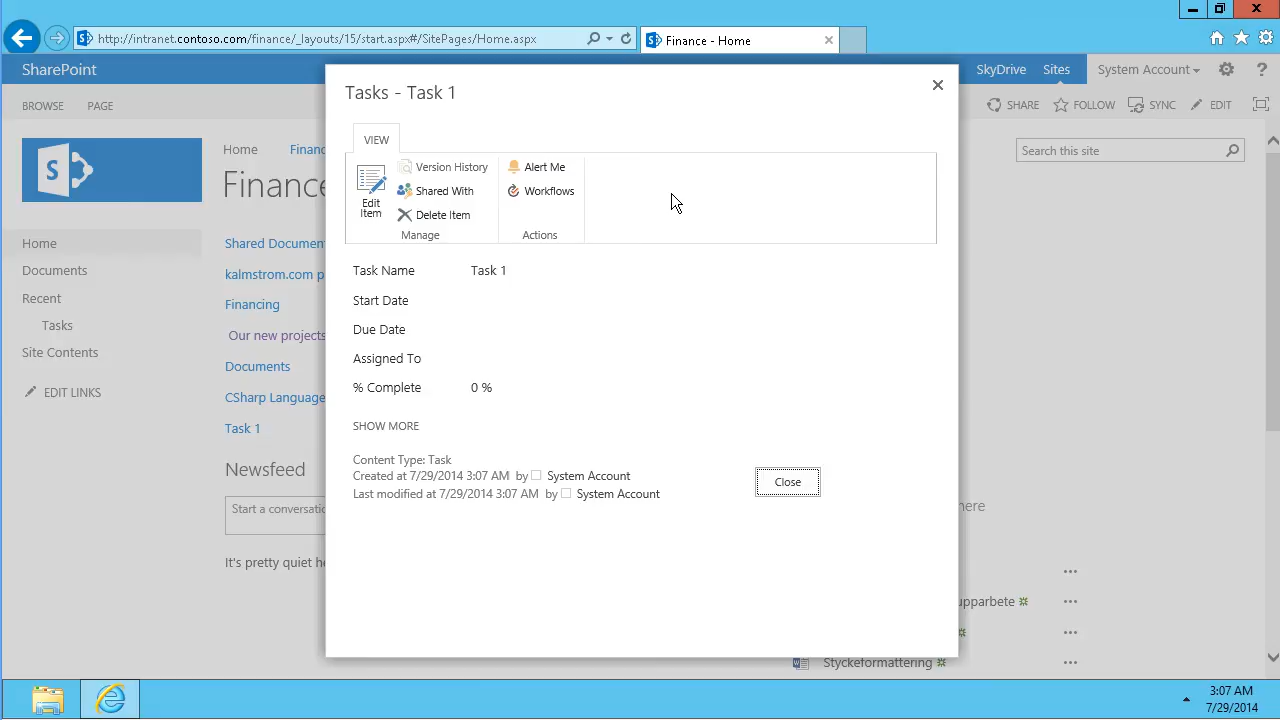 http://intranet.contoso.com/finance/_layouts/15/start.aspx#/SitePages/Home.aspx
Finance - Home
SharePoint
SkyDrive
Sites
System Account
?
BROWSE
PAGE
SHARE
FOLLOW
SYNC
EDIT
Home
Search this site
Home
Documents
Recent
Tasks
Site Contents
EDIT LINKS
Shared
kalmstrom.com
Financing
Our new projects
Documents
CSharp Language
Task 1
Newsfeed
Start a
It's pretty quiet
Tasks - Task 1
VIEW
Edit
Item
Version History
Shared With
Delete Item
Manage
Alert Me
Workflows
Actions
Task Name Task 1
Start Date
Due Date
Assigned To
% Complete 0 %
SHOW MORE
Content Type: Task
Created at 7/29/2014 3:07 AM by System Account
Last modified at 7/29/2014 3:07 AM by System Account
Close
Styckeformattering
3:07 AM
7/29/2014